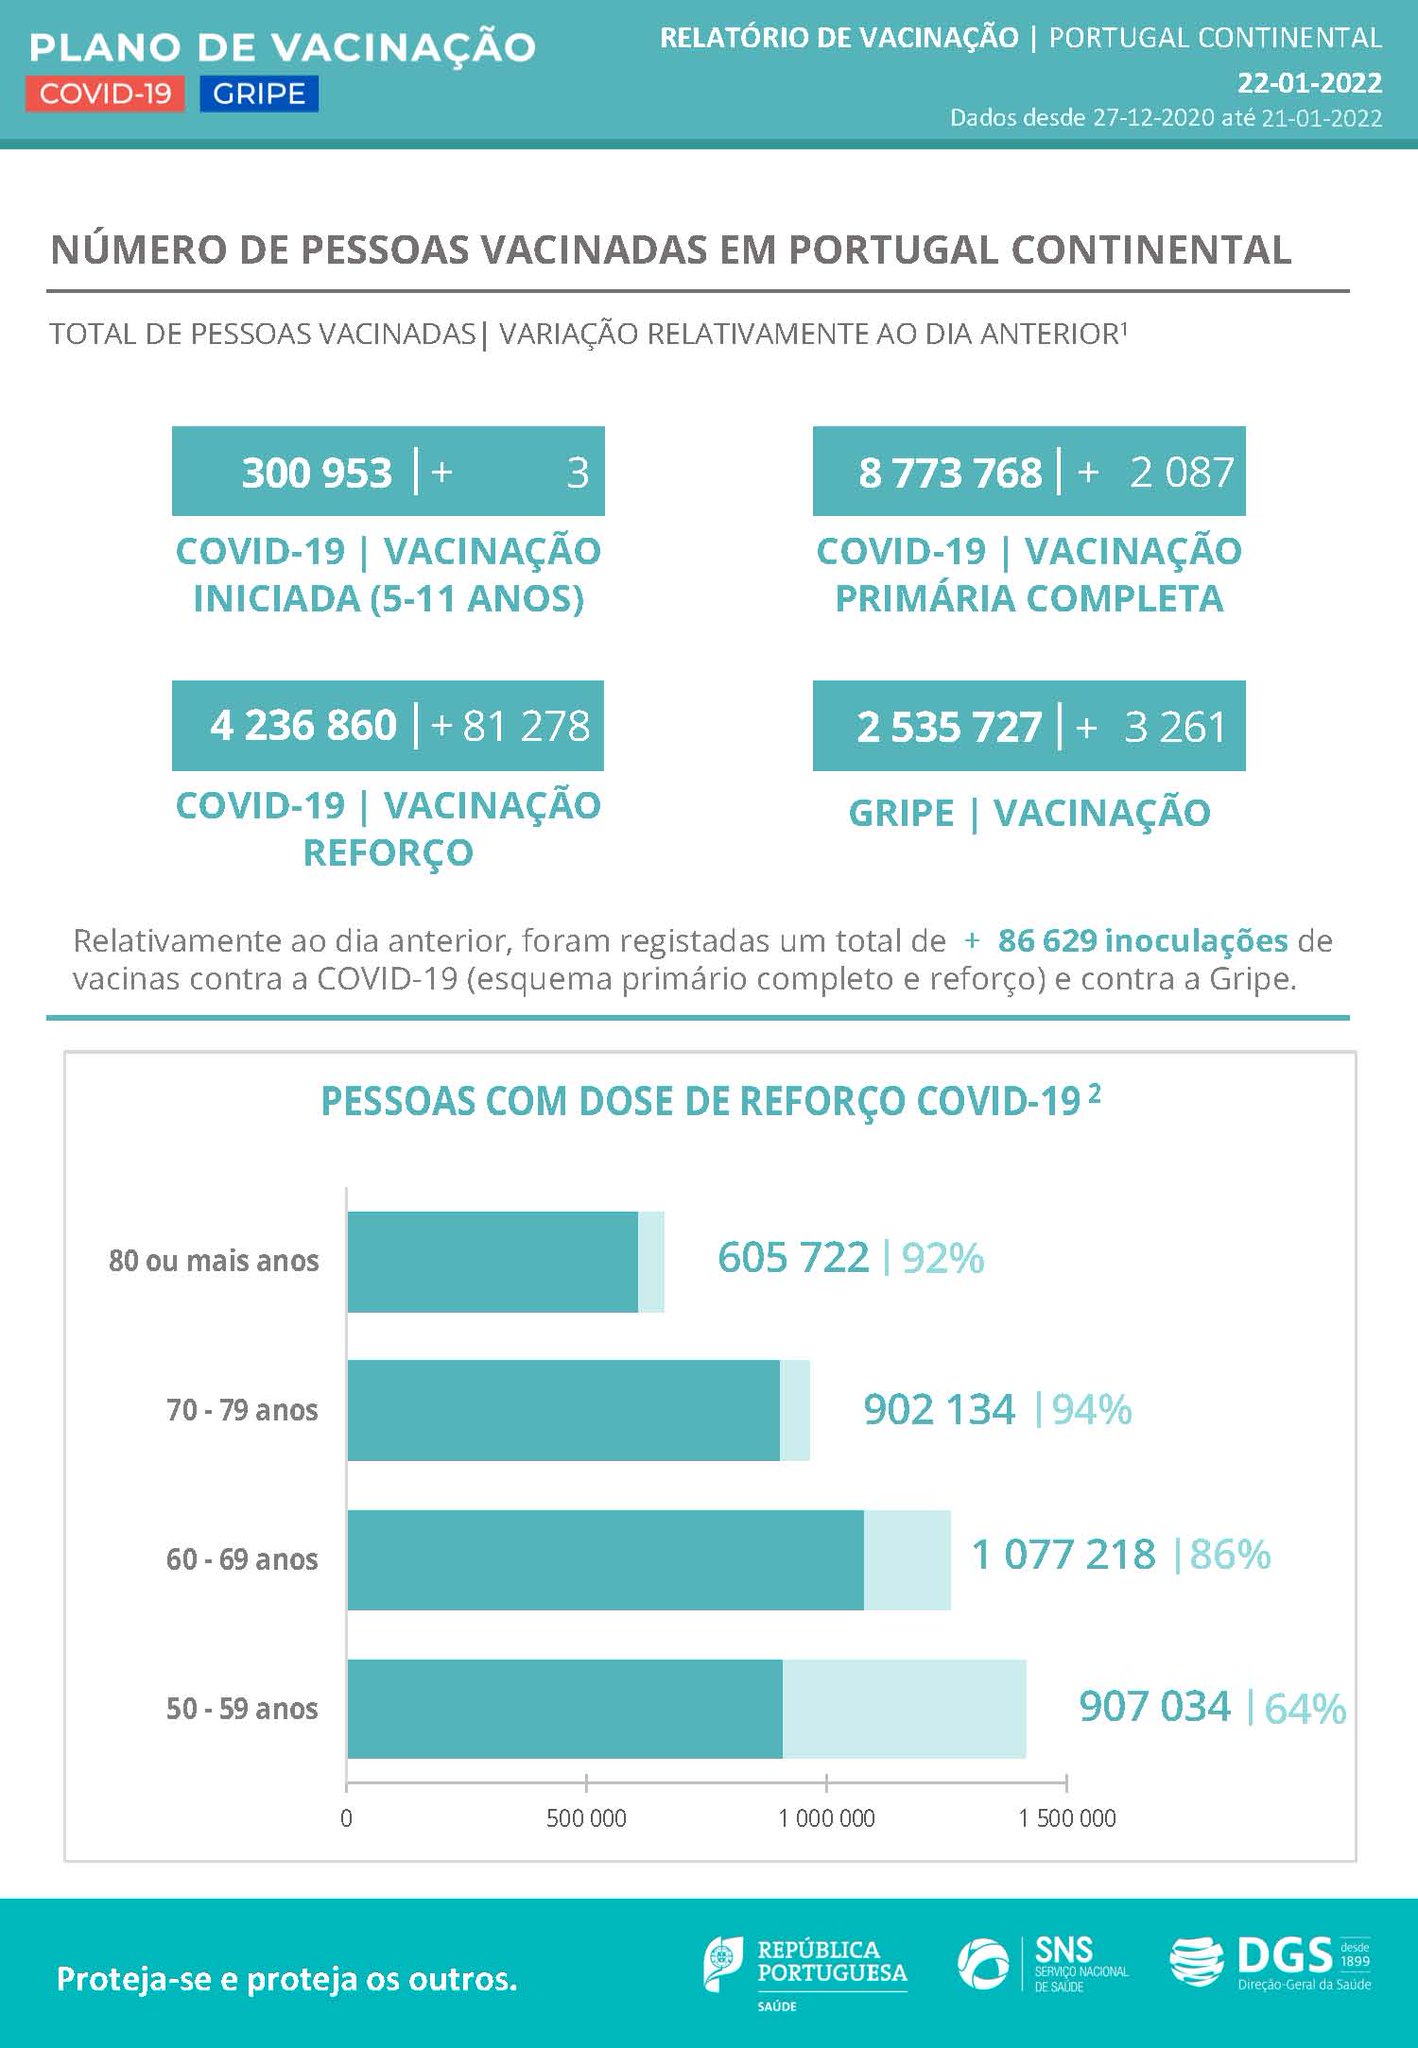 PLANO DE VACINAÇÃO
COVID-19 GRIPE
RELATÓRIO DE VACINAÇÃO | PORTUGAL CONTINENTAL
22-01-2022
Dados desde 27-12-2020 até 21-01-2022
NÚMERO DE PESSOAS VACINADAS EM PORTUGAL CONTINENTAL
TOTAL DE PESSOAS VACINADAS| VARIAÇÃO RELATIVAMENTE AO DIA ANTERIOR¹
300 953 | + 3
COVID-19 | VACINAÇÃO
INICIADA (5-11 ANOS)
8 773 768 | + 2 087
COVID-19 | VACINAÇÃO
PRIMÁRIA COMPLETA
4 236 860 | + 81 278
COVID-19 | VACINAÇÃO
REFORÇO
2 535 727 | + 3 261
GRIPE | VACINAÇÃO
Relativamente ao dia anterior, foram registadas um total de + 86 629 inoculações de
vacinas contra a COVID-19 (esquema primário completo e reforço) e contra a Gripe.
PESSOAS COM DOSE DE REFORÇO COVID-19 ²
80 ou mais anos 605 722 | 92%
70 - 79 anos 902 134 | 94%
60 - 69 anos 1 077 218 | 86%
50 - 59 anos 907 034 | 64%
0 500 000 1 000 000 1 500 000
Proteja-se e proteja os outros.
REPÚBLICA
PORTUGUESA
SAÚDE
SNS
SERVIÇO NACIONAL
DE SAÚDE
DGS desde
1899
Direção-Geral da Saúde